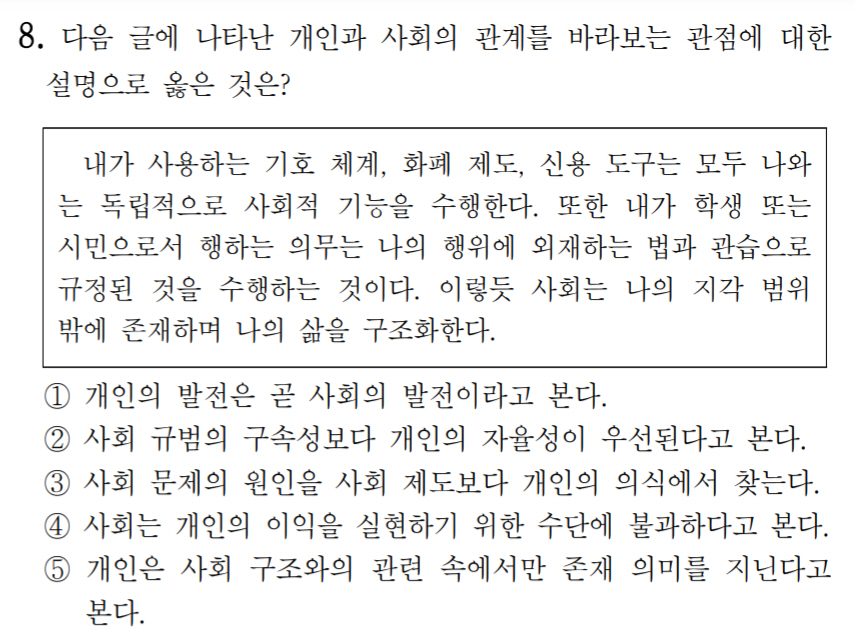 8. 다음 글에 나타난 개인과 사회의 관계를 바라보는 관점에 대한
설명으로 옳은 것은?
내가 사용하는 기호 체계, 화폐 제도, 신용 도구는 모두 나와
는 독립적으로 사회적 기능을 수행한다. 또한 내가 학생 또는
시민으로서 행하는 의무는 나의 행위에 외재하는 법과 관습으로
규정된 것을 수행하는 것이다. 이렇듯 사회는 나의 지각 범위
밖에 존재하며 나의 삶을 구조화한다.
① 개인의 발전은 곧 사회의 발전이라고 본다.
② 사회 규범의 구속성보다 개인의 자율성이 우선된다고 본다.
③ 사회 문제의 원인을 사회 제도보다 개인의 의식에서 찾는다.
④ 사회는 개인의 이익을 실현하기 위한 수단에 불과하다고 본다.
⑤ 개인은 사회 구조와의 관련 속에서만 존재 의미를 지닌다고
본다.